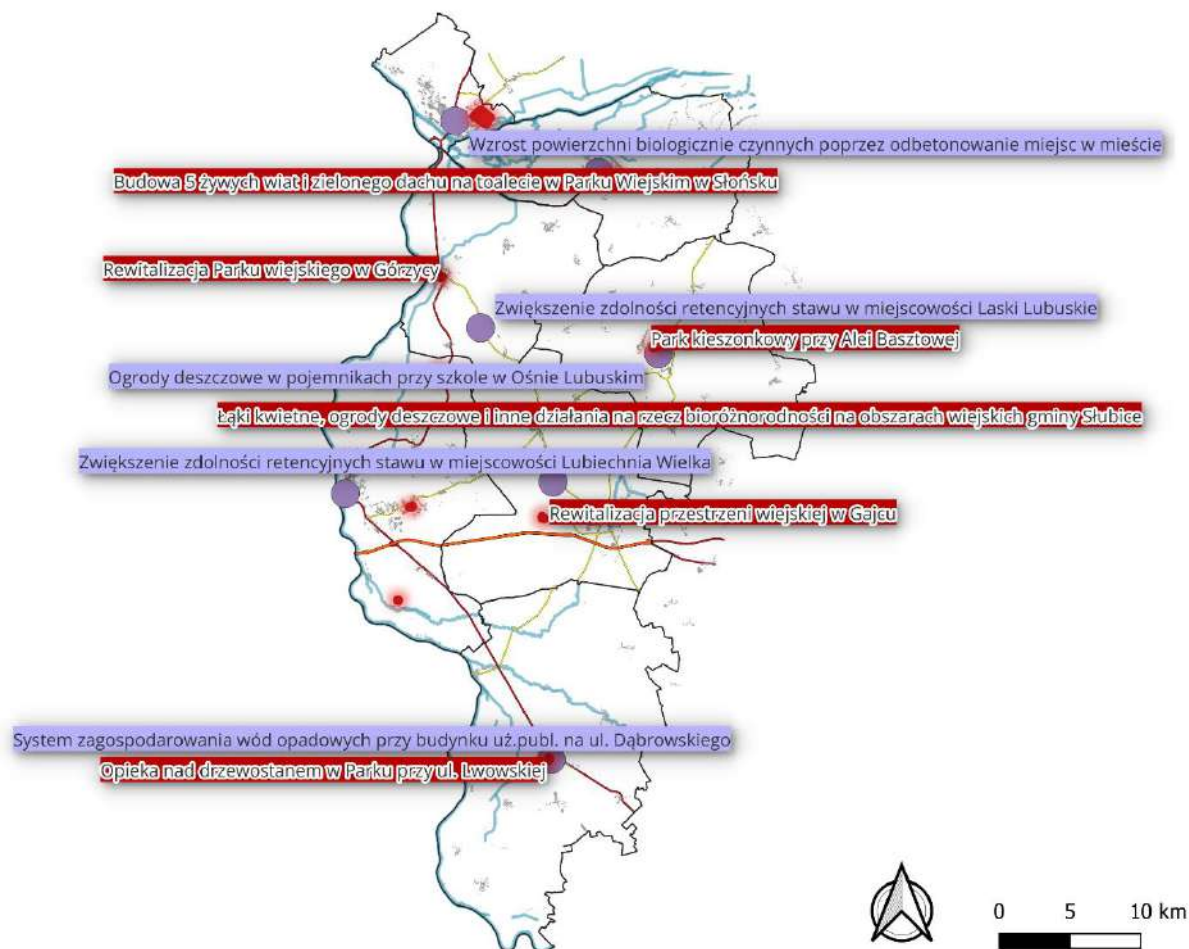 Wzrost powierzchni biologicznie czynnych poprzez odbetonowanie miejsc w mieście
Budowa 5 żywych wiat i zielonego dachu na toalecie w Parku Wiejskim w Słońsku
Rewitalizacja Parku wiejskiego w Górzycy
Zwiększenie zdolności retencyjnych stawu w miejscowości Laski Lubuskie
Park kieszonkowy przy Alei Basztowej
Ogrody deszczowe w pojemnikach przy szkole w Ośnie Lubuskim
Łąki kwietne, ogrody deszczowe i inne działania na rzecz bioróżnorodności na obszarach wiejskich gminy Słubice
Zwiększenie zdolności retencyjnych stawu w miejscowości Lubiechnia Wielka
Rewitalizacja przestrzeni wiejskiej w Gajcu
System zagospodarowania wód opadowych przy budynku uż.publ. na ul. Dąbrowskiego
Opieka nad drzewostanem w Parku przy ul. Lwowskiej
0 5 10 km